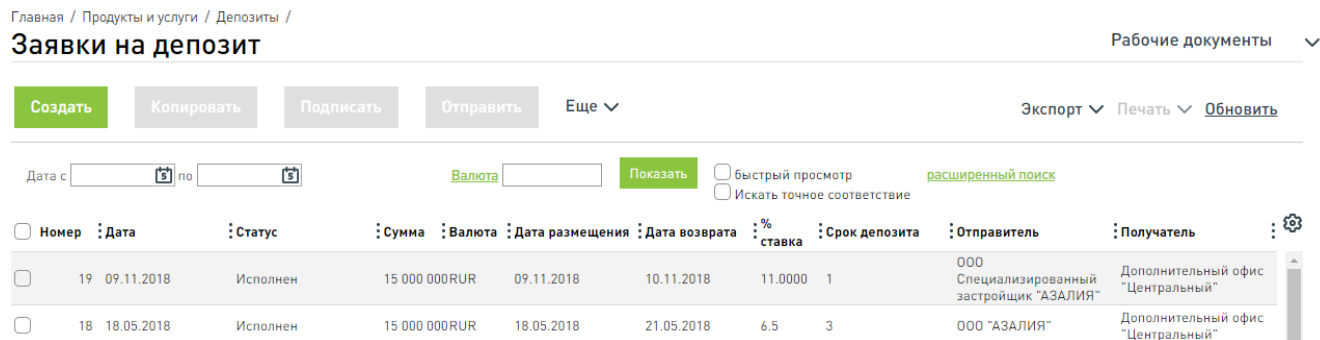 Главная / Продукты и услуги / Депозиты /
Заявки на депозит
Рабочие документы
Создать Копировать Подписать Отправить Еще Экспорт Печать Обновить
Дата с по Валюта Показать быстрый просмотр расширенный поиск
Искать точное соответствие
Номер Дата Статус Сумма Валюта Дата размещения Дата возврата % ставка Срок депозита Отправитель Получатель
19 09.11.2018 Исполнен 15 000 000 RUR 09.11.2018 10.11.2018 11.0000 1 ООО Специализированный застройщик "АЗАЛИЯ" Дополнительный офис "Центральный"
18 18.05.2018 Исполнен 15 000 000 RUR 18.05.2018 21.05.2018 6.5 3 ООО "АЗАЛИЯ" Дополнительный офис "Центральный"